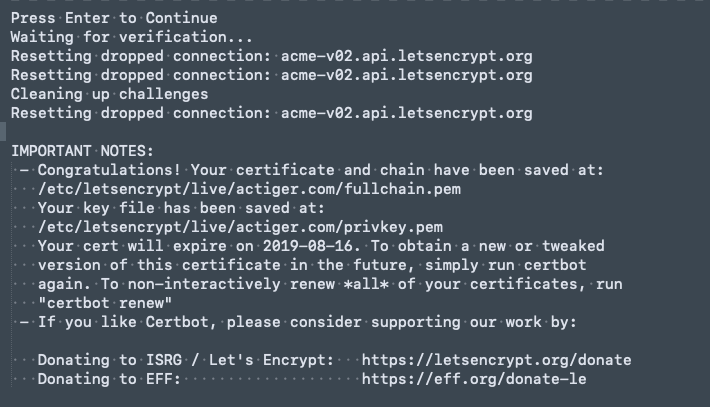 Press Enter to Continue
Waiting for verification...
Resetting dropped connection: acme-v02.api.letsencrypt.org
Resetting dropped connection: acme-v02.api.letsencrypt.org
Cleaning up challenges
Resetting dropped connection: acme-v02.api.letsencrypt.org
IMPORTANT NOTES:
- Congratulations! Your certificate and chain have been saved at:
/etc/letsencrypt/live/actiger.com/fullchain.pem
Your key file has been saved at:
/etc/letsencrypt/live/actiger.com/privkey.pem
Your cert will expire on 2019-08-16. To obtain a new or tweaked
version of this certificate in the future, simply run certbot
again. To non-interactively renew *all* of your certificates, run
"certbot renew"
- If you like Certbot, please consider supporting our work by:
Donating to ISRG / Let's Encrypt: https://letsencrypt.org/donate
Donating to EFF: https://eff.org/donate-le